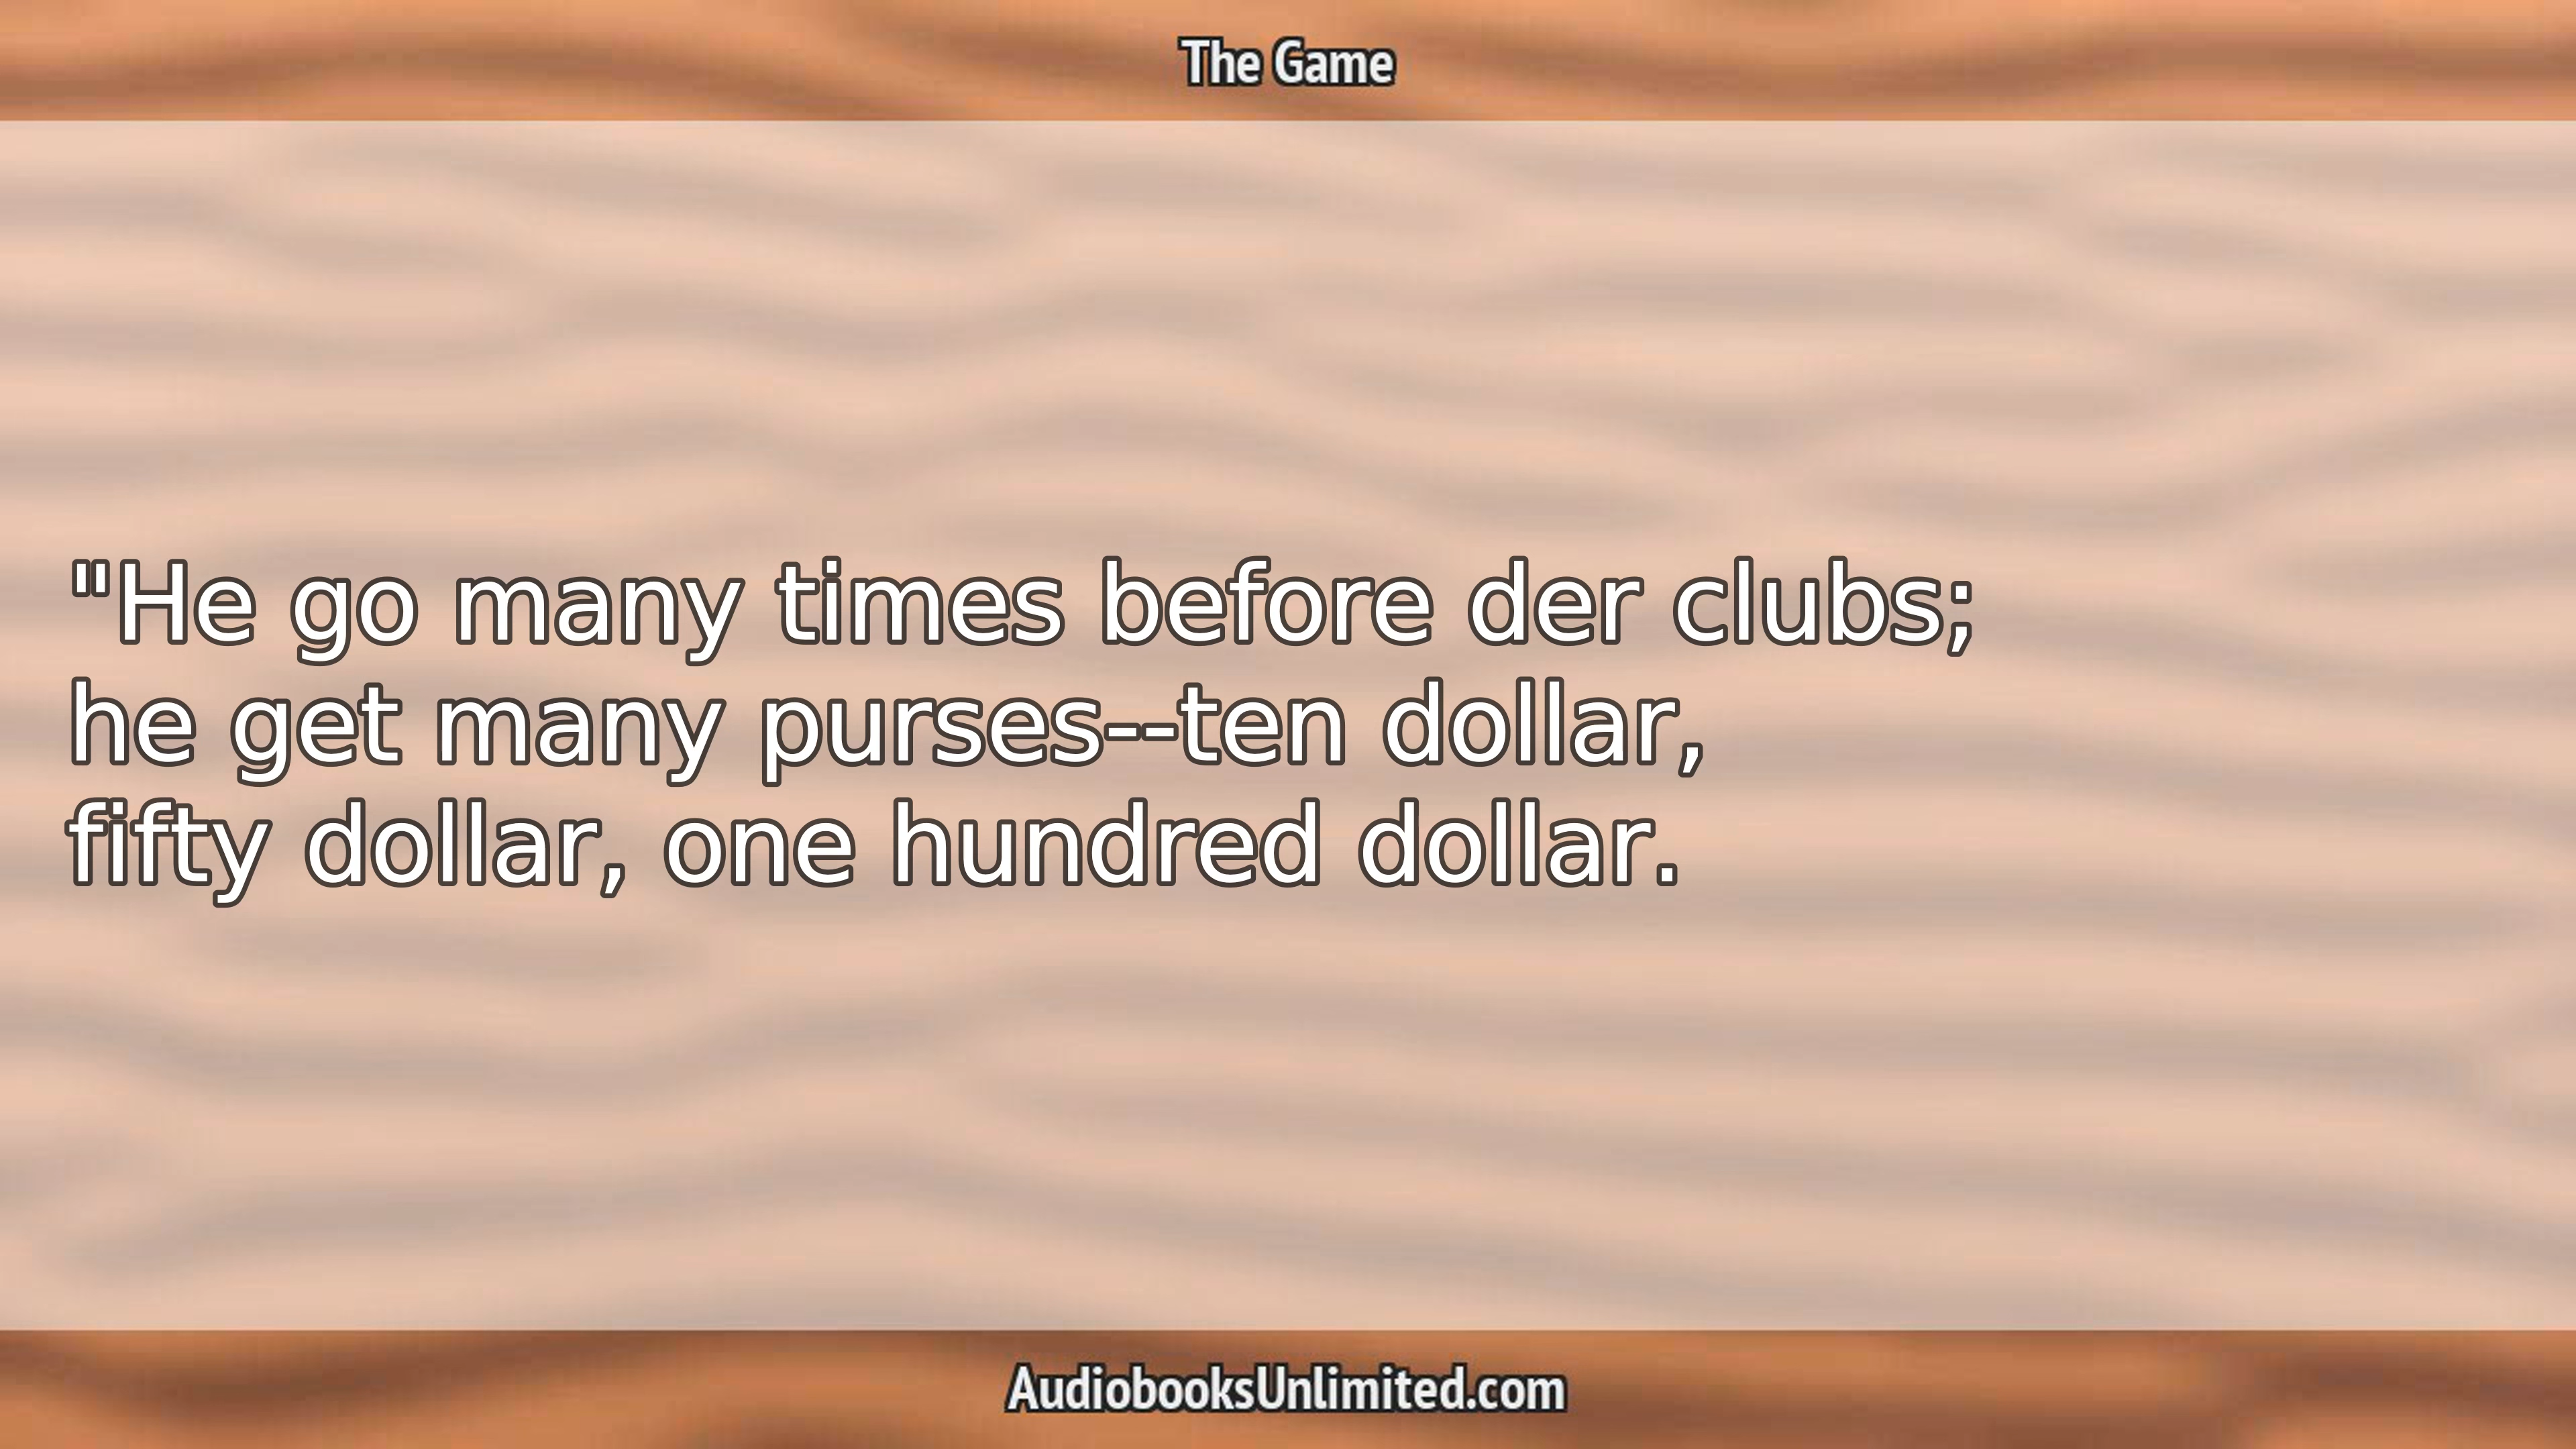 The Game
"He go many times before der clubs;
he get many purses--ten dollar,
fifty dollar, one hundred dollar.
AudiobooksUnlimited.com